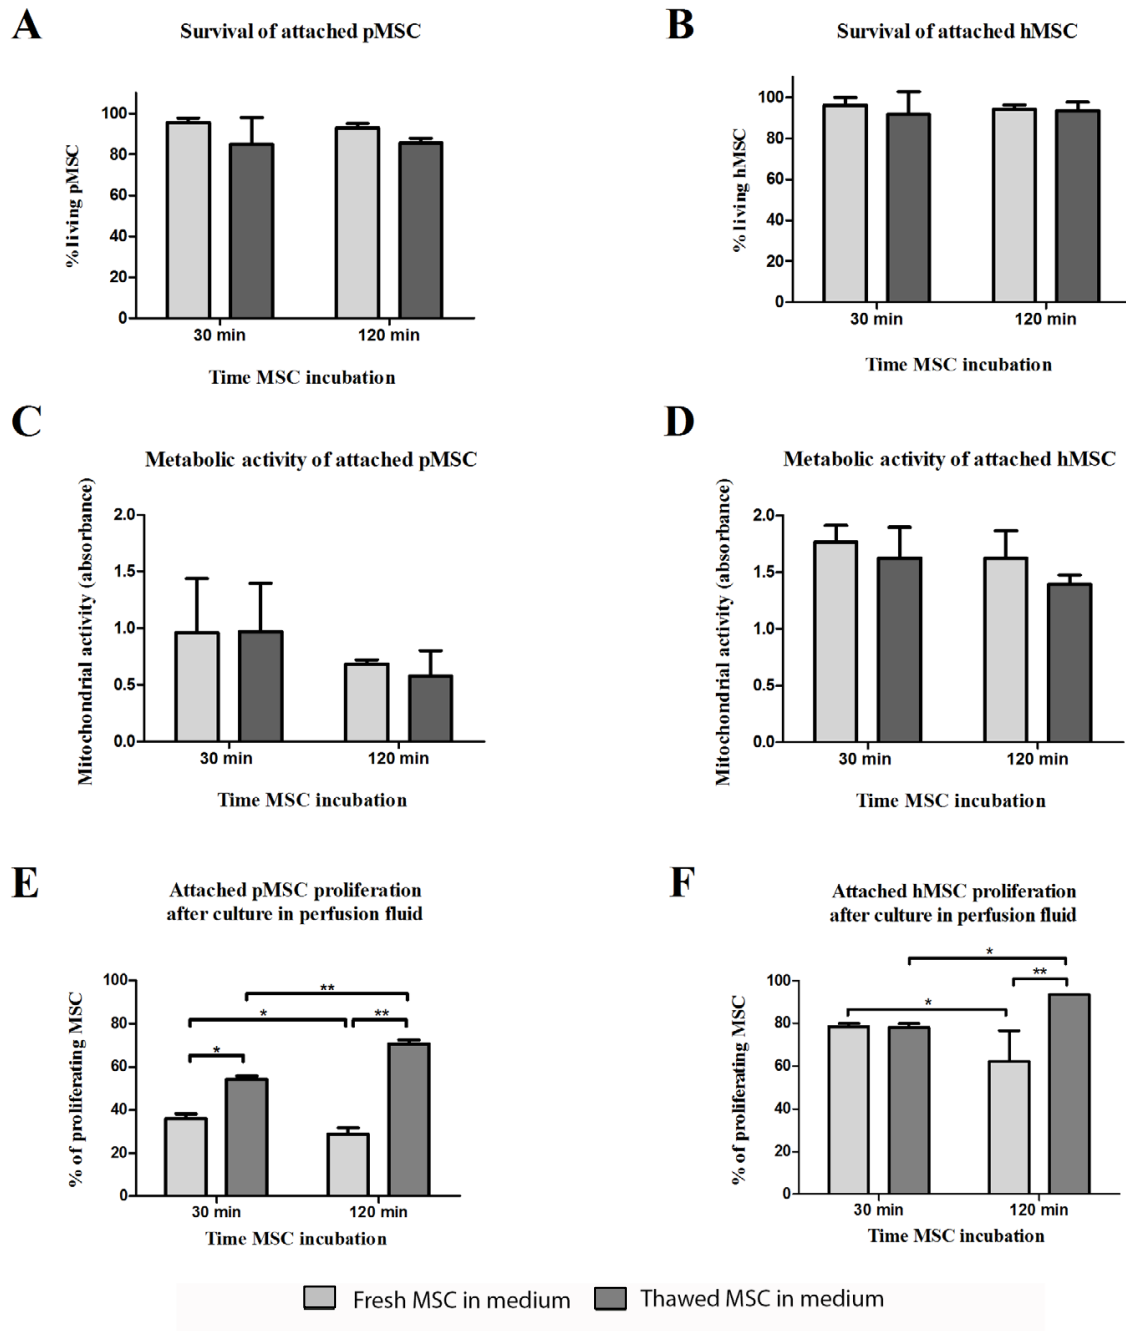 A
Survival of attached pMSC
% living pMSC
100
80
60
40
20
0
30 min
120 min
Time MSC incubation
B
Survival of attached hMSC
% living hMSC
100
80
60
40
20
0
30 min
120 min
Time MSC incubation
C
Metabolic activity of attached pMSC
Mitochondrial activity (absorbance)
2.0
1.5
1.0
0.5
0.0
30 min
120 min
Time MSC incubation
D
Metabolic activity of attached hMSC
Mitochondrial activity (absorbance)
2.0
1.5
1.0
0.5
0.0
30 min
120 min
Time MSC incubation
E
Attached pMSC proliferation
after culture in perfusion fluid
% of proliferating MSC
100
80
60
40
20
0
**
*
**
*
30 min
120 min
Time MSC incubation
F
Attached hMSC proliferation
after culture in perfusion fluid
% of proliferating MSC
100
80
60
40
20
0
*
**
*
30 min
120 min
Time MSC incubation
Fresh MSC in medium
Thawed MSC in medium